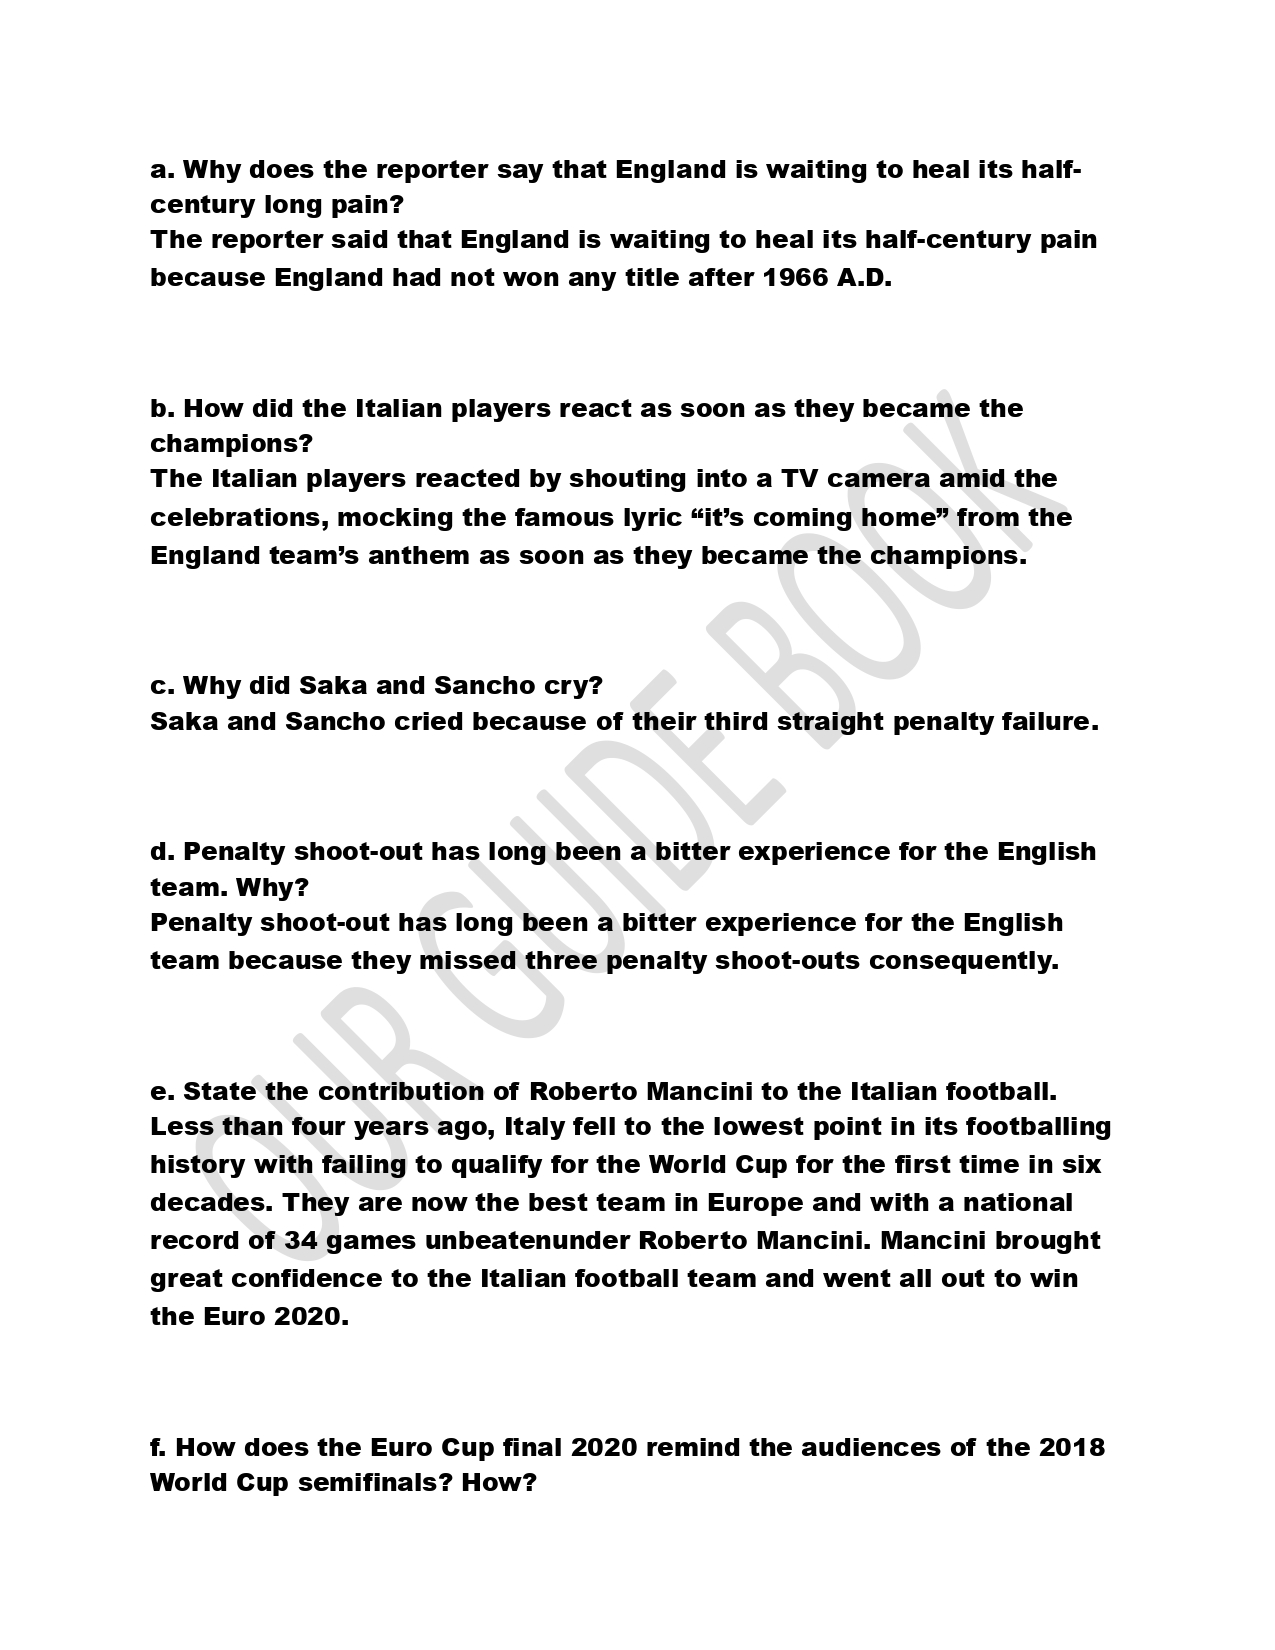 a. Why does the reporter say that England is waiting to heal its half-
century long pain?
The reporter said that England is waiting to heal its half-century pain
because England had not won any title after 1966 A.D.
b. How did the Italian players react as soon as they became the
champions?
The Italian players reacted by shouting into a TV camera amid the
celebrations, mocking the famous lyric “it’s coming home” from the
England team’s anthem as soon as they became the champions.
c. Why did Saka and Sancho cry?
Saka and Sancho cried because of their third straight penalty failure.
d. Penalty shoot-out has long been a bitter experience for the English
team. Why?
Penalty shoot-out has long been a bitter experience for the English
team because they missed three penalty shoot-outs consequently.
e. State the contribution of Roberto Mancini to the Italian football.
Less than four years ago, Italy fell to the lowest point in its footballing
history with failing to qualify for the World Cup for the first time in six
decades. They are now the best team in Europe and with a national
record of 34 games unbeatenunder Roberto Mancini. Mancini brought
great confidence to the Italian football team and went all out to win
the Euro 2020.
f. How does the Euro Cup final 2020 remind the audiences of the 2018
World Cup semifinals? How?
OUR GUIDE BOOK